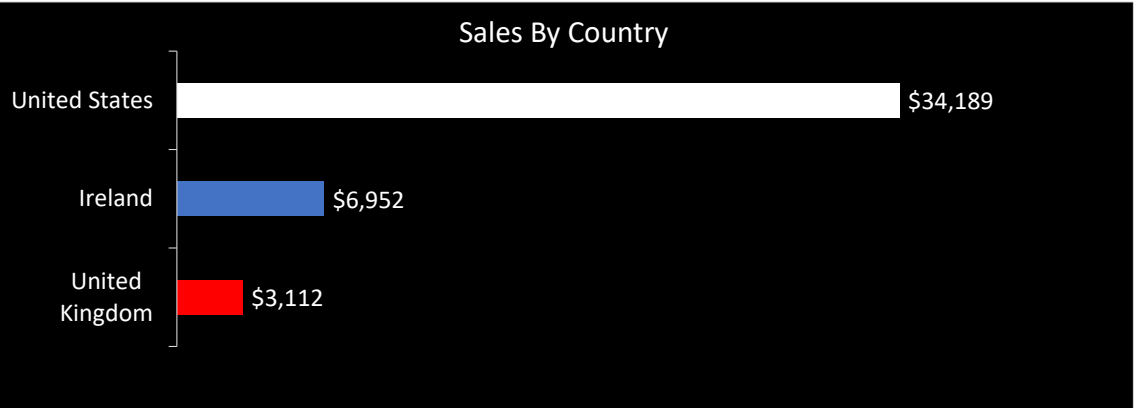 Sales By Country
United States
$34,189
Ireland
$6,952
United
Kingdom
$3,112